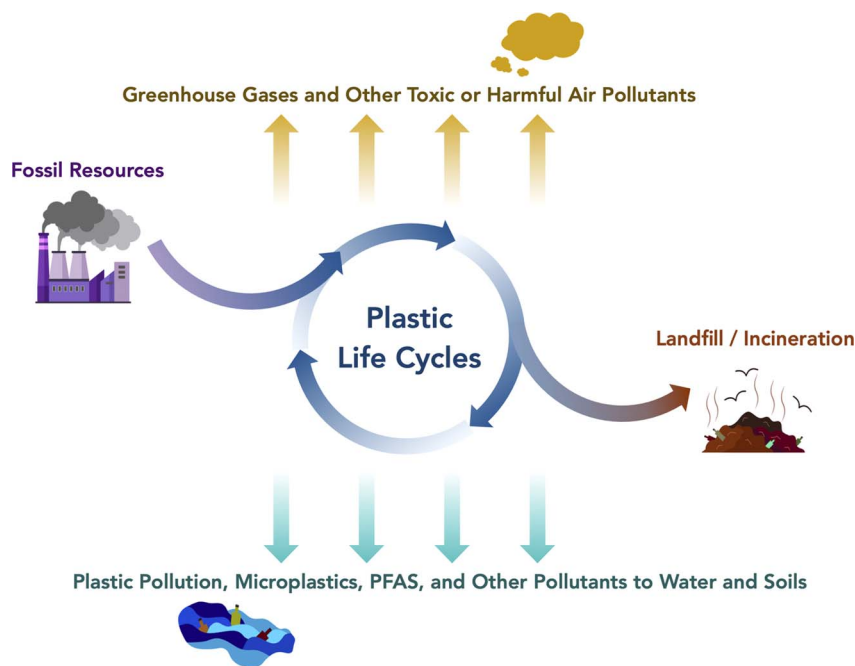 Greenhouse Gases and Other Toxic or Harmful Air Pollutants
Fossil Resources
Plastic
Life Cycles
Landfill / Incineration
Plastic Pollution, Microplastics, PFAS, and Other Pollutants to Water and Soils